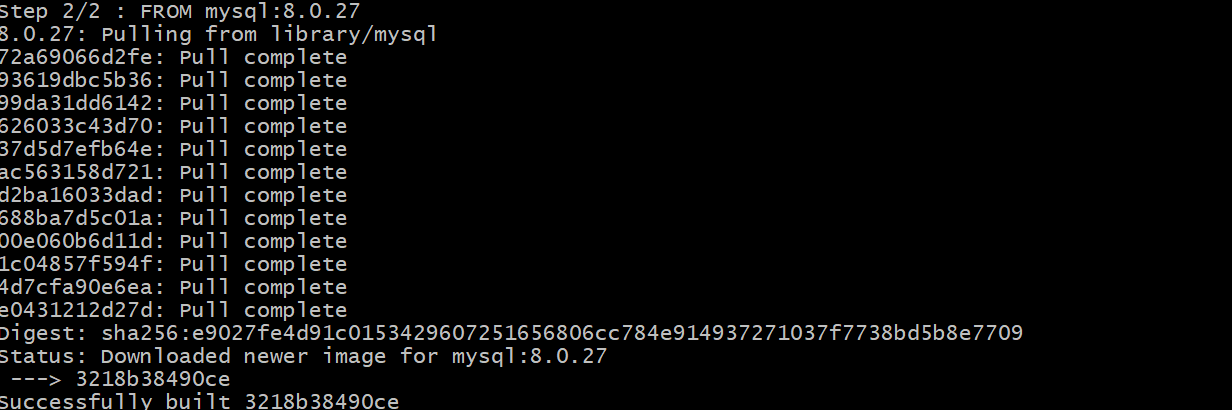 Step 2/2 : FROM mysql:8.0.27
8.0.27: Pulling from library/mysql
72a69066d2fe: Pull complete
93619dbc5b36: Pull complete
99da31dd6142: Pull complete
626033c43d70: Pull complete
37d5d7efb64e: Pull complete
ac563158d721: Pull complete
d2ba16033dad: Pull complete
688ba7d5c01a: Pull complete
00e060b6d11d: Pull complete
1c04857f594f: Pull complete
4d7cfa90e6ea: Pull complete
e0431212d27d: Pull complete
Digest: sha256:e9027fe4d91c0153429607251656806cc784e914937271037f7738bd5b8e7709
Status: Downloaded newer image for mysql:8.0.27
---> 3218b38490ce
Successfully built 3218b38490ce